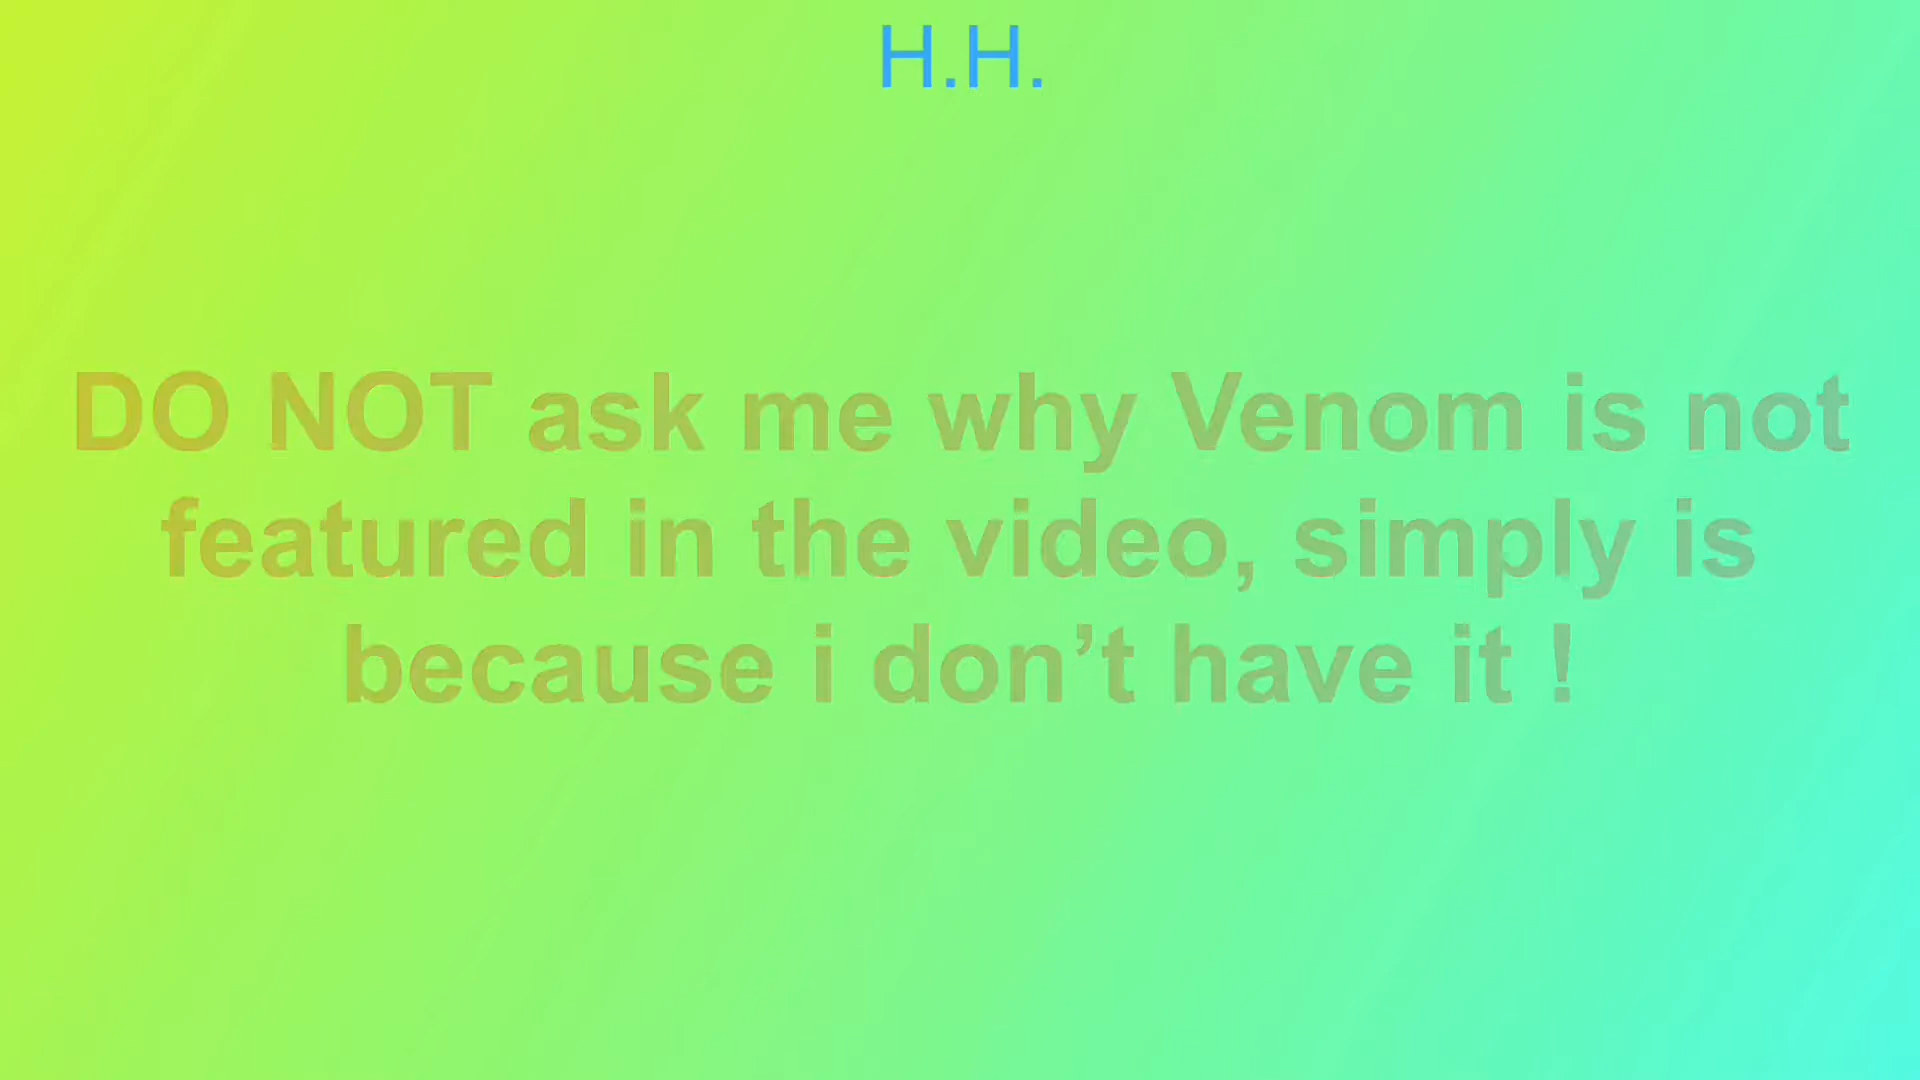 H.H.
DO NOT ask me why Venom is not
featured in the video, simply is
because i don’t have it !